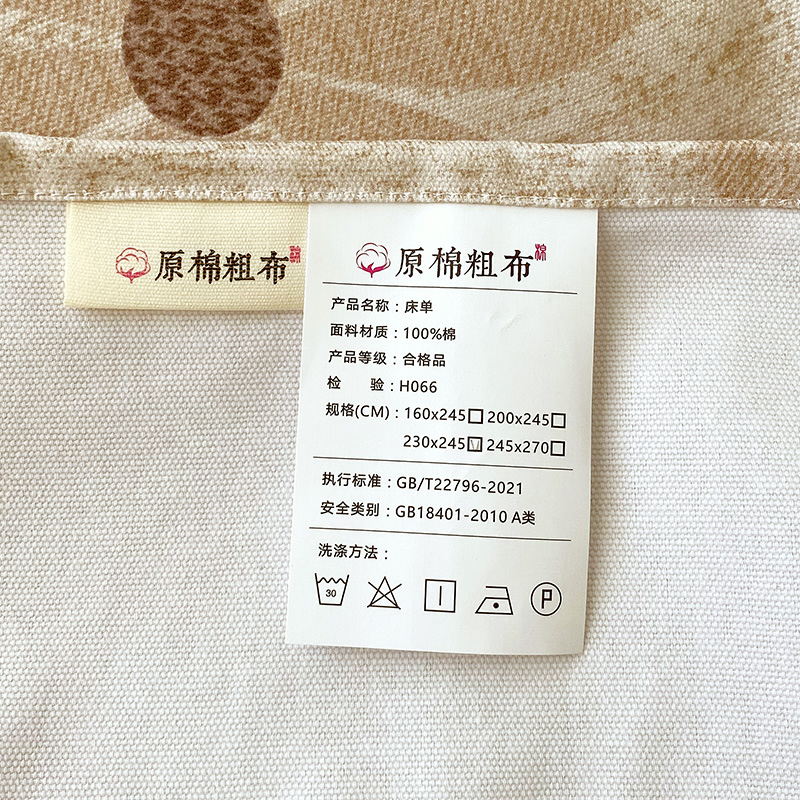 原棉粗布
原棉粗布 棉
产品名称：床单
面料材质：100%棉
产品等级：合格品
检 验：H066
规格(CM)：160x245□ 200x245□
230x245☑ 245x270□
执行标准：GB/T22796-2021
安全类别：GB18401-2010 A类
洗涤方法：
30
P